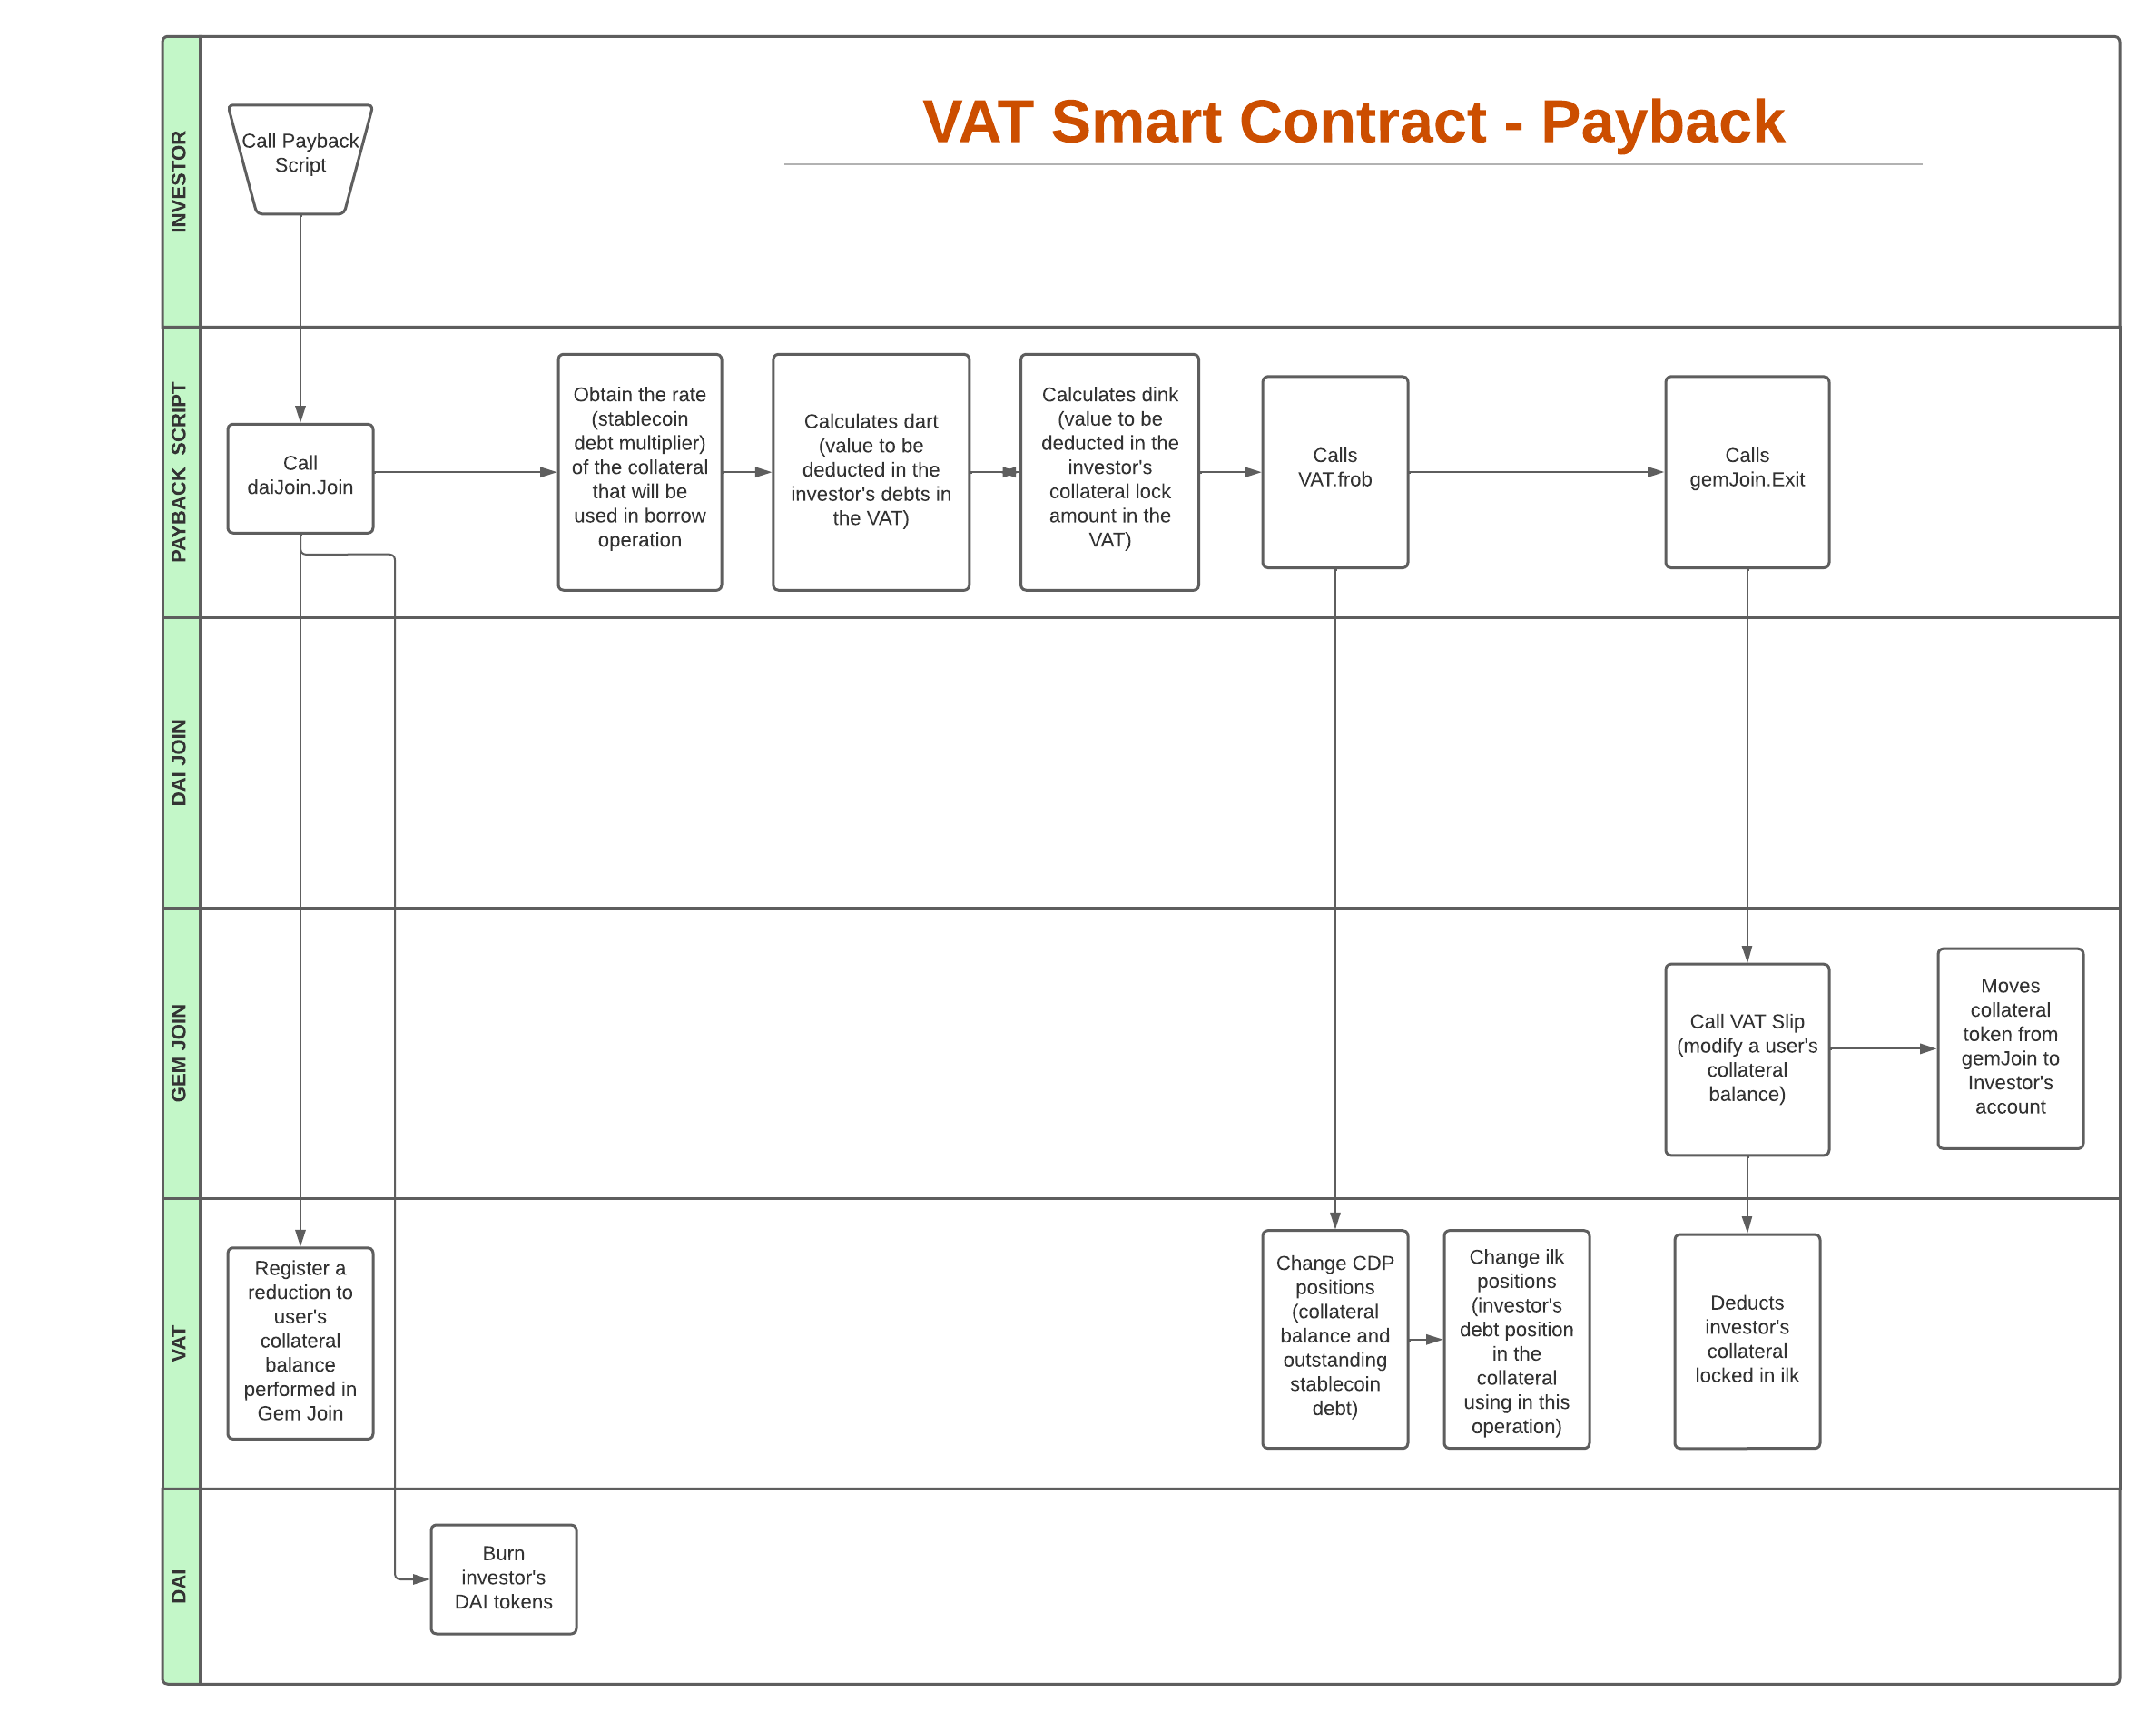 VAT Smart Contract - Payback
INVESTOR
Call Payback
Script
PAYBACK SCRIPT
Call
daiJoin.Join
Obtain the rate
(stablecoin
debt multiplier)
of the collateral
that will be
used in borrow
operation
Calculates dart
(value to be
deducted in the
investor's debts in
the VAT)
Calculates dink
(value to be
deducted in the
investor's
collateral lock
amount in the
VAT)
Calls
VAT.frob
Calls
gemJoin.Exit
DAI JOIN
GEM JOIN
Call VAT Slip
(modify a user's
collateral
balance)
Moves
collateral
token from
gemJoin to
Investor's
account
VAT
Register a
reduction to
user's
collateral
balance
performed in
Gem Join
Change CDP
positions
(collateral
balance and
outstanding
stablecoin
debt)
Change ilk
positions
(investor's
debt position
in the
collateral
using in this
operation)
Deducts
investor's
collateral
locked in ilk
DAI
Burn
investor's
DAI tokens